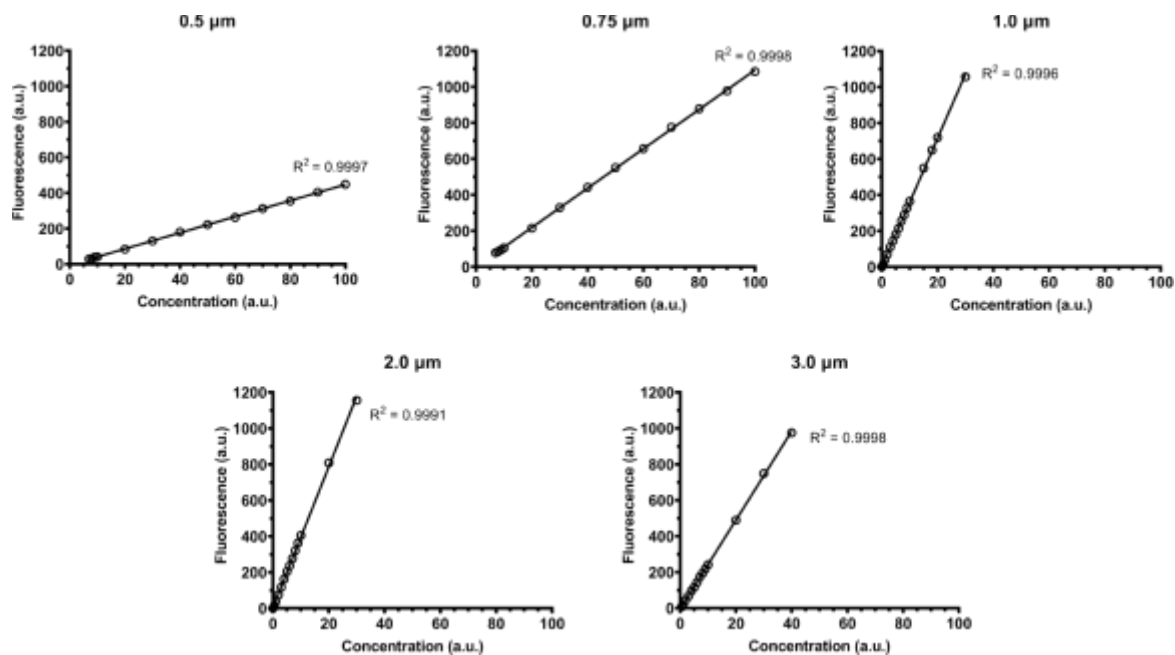 0.5 µm
1200
1000
800
600
400
200
0
Fluorescence (a.u.)
R² = 0.9997
20 40 60 80 100
Concentration (a.u.)
0.75 µm
1200
1000
800
600
400
200
0
Fluorescence (a.u.)
R² = 0.9998
0 20 40 60 80 100
Concentration (a.u.)
1.0 µm
1200
1000
800
600
400
200
0
Fluorescence (a.u.)
R² = 0.9996
0 20 40 60 80 100
Concentration (a.u.)
2.0 µm
1200
1000
800
600
400
200
0
Fluorescence (a.u.)
R² = 0.9991
0 20 40 60 80 100
Concentration (a.u.)
3.0 µm
1200
1000
800
600
400
200
0
Fluorescence (a.u.)
R² = 0.9998
0 20 40 60 80 100
Concentration (a.u.)